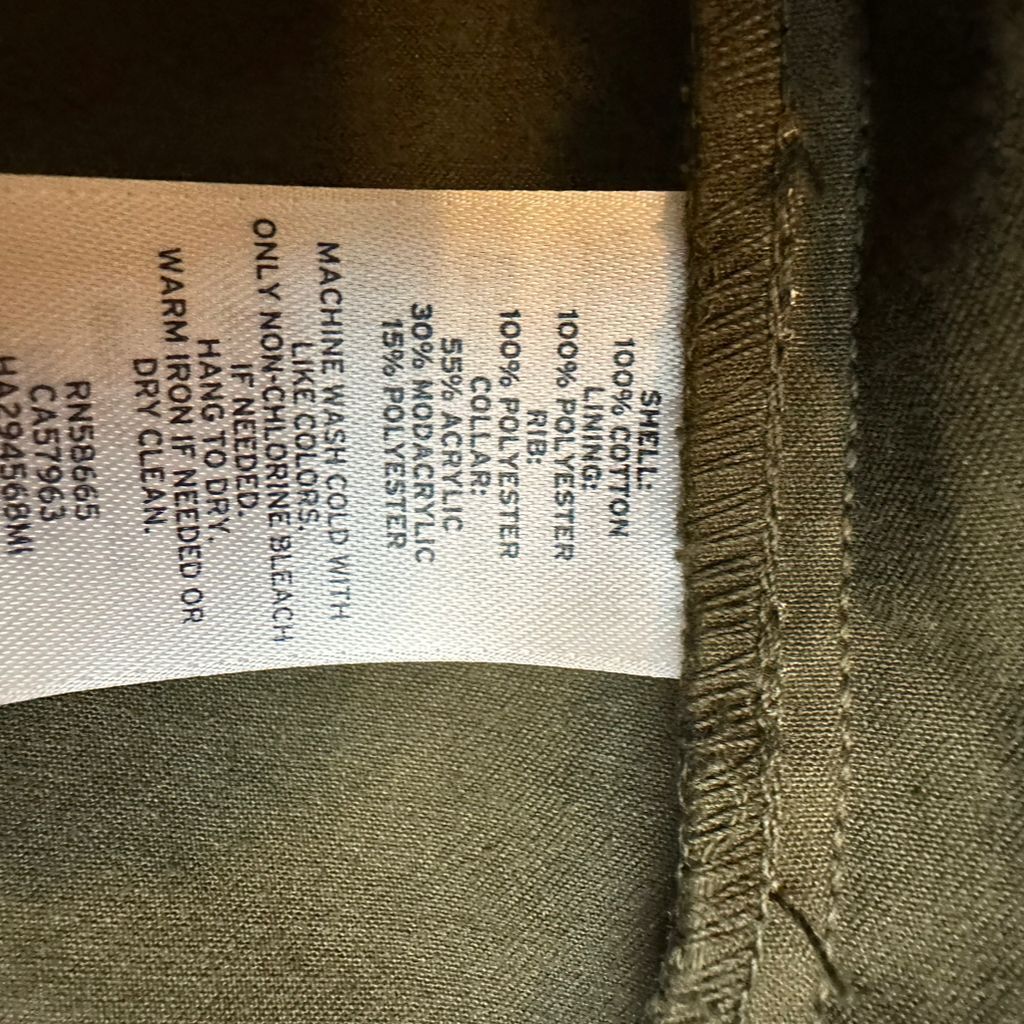 SHELL:
100% COTTON
LINING:
100% POLYESTER
RIB:
100% POLYESTER
COLLAR:
55% ACRYLIC
30% MODACRYLIC
15% POLYESTER
MACHINE WASH COLD WITH
LIKE COLORS.
ONLY NON-CHLORINE BLEACH
IF NEEDED.
HANG TO DRY.
WARM IRON IF NEEDED OR
DRY CLEAN.
RN58665
CA57963